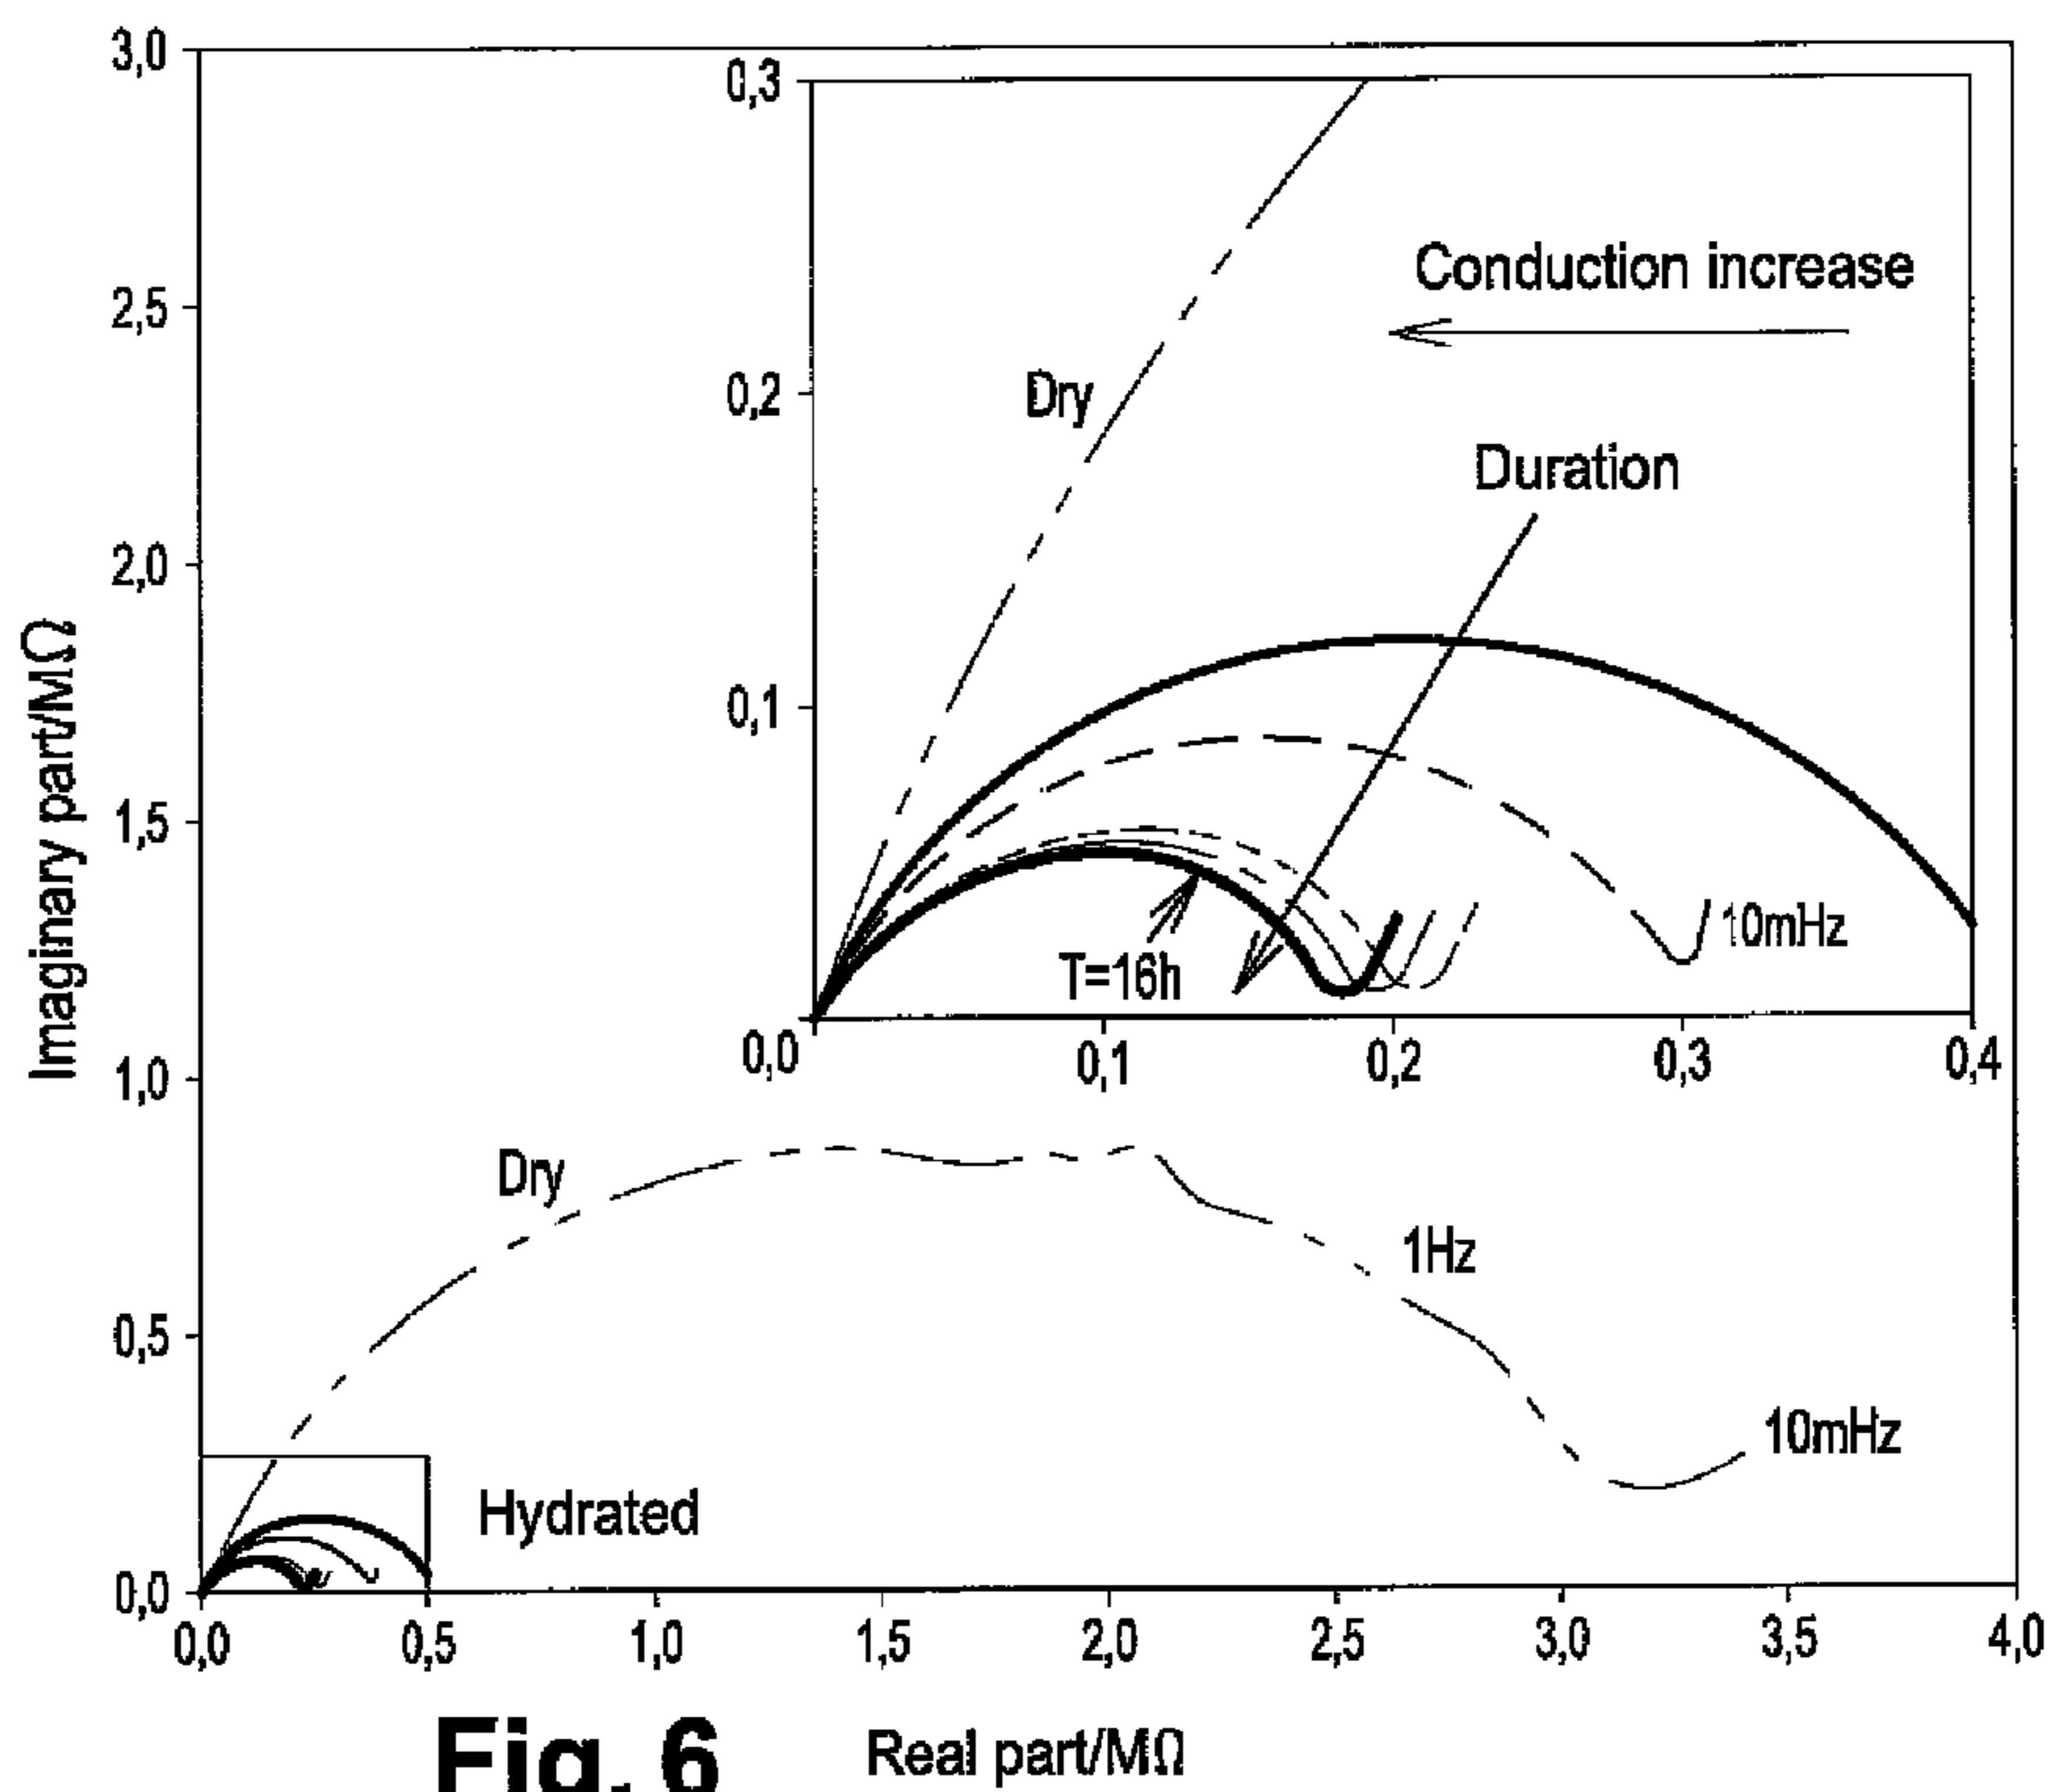 3,0
2,5
2,0
1,5
1,0
0,5
0,0
Imaginary part/MΩ
0,3
0,2
0,1
0,0
Conduction increase
Dry
Duration
10mHz
T=16h
0,1
0,2
0,3
0,4
Dry
1Hz
10mHz
Hydrated
0,0
0,5
1,0
1,5
2,0
2,5
3,0
3,5
4,0
Fig. 6
Real part/MΩ